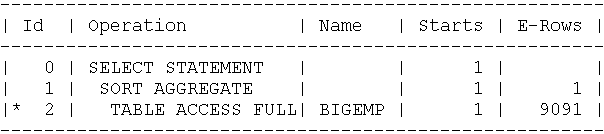 | Id | Operation | Name | Starts | E-Rows |
| 0 | SELECT STATEMENT | | 1 | |
| 1 | SORT AGGREGATE | | 1 | 1 |
|* 2 | TABLE ACCESS FULL| BIGEMP | 1 | 9091 |